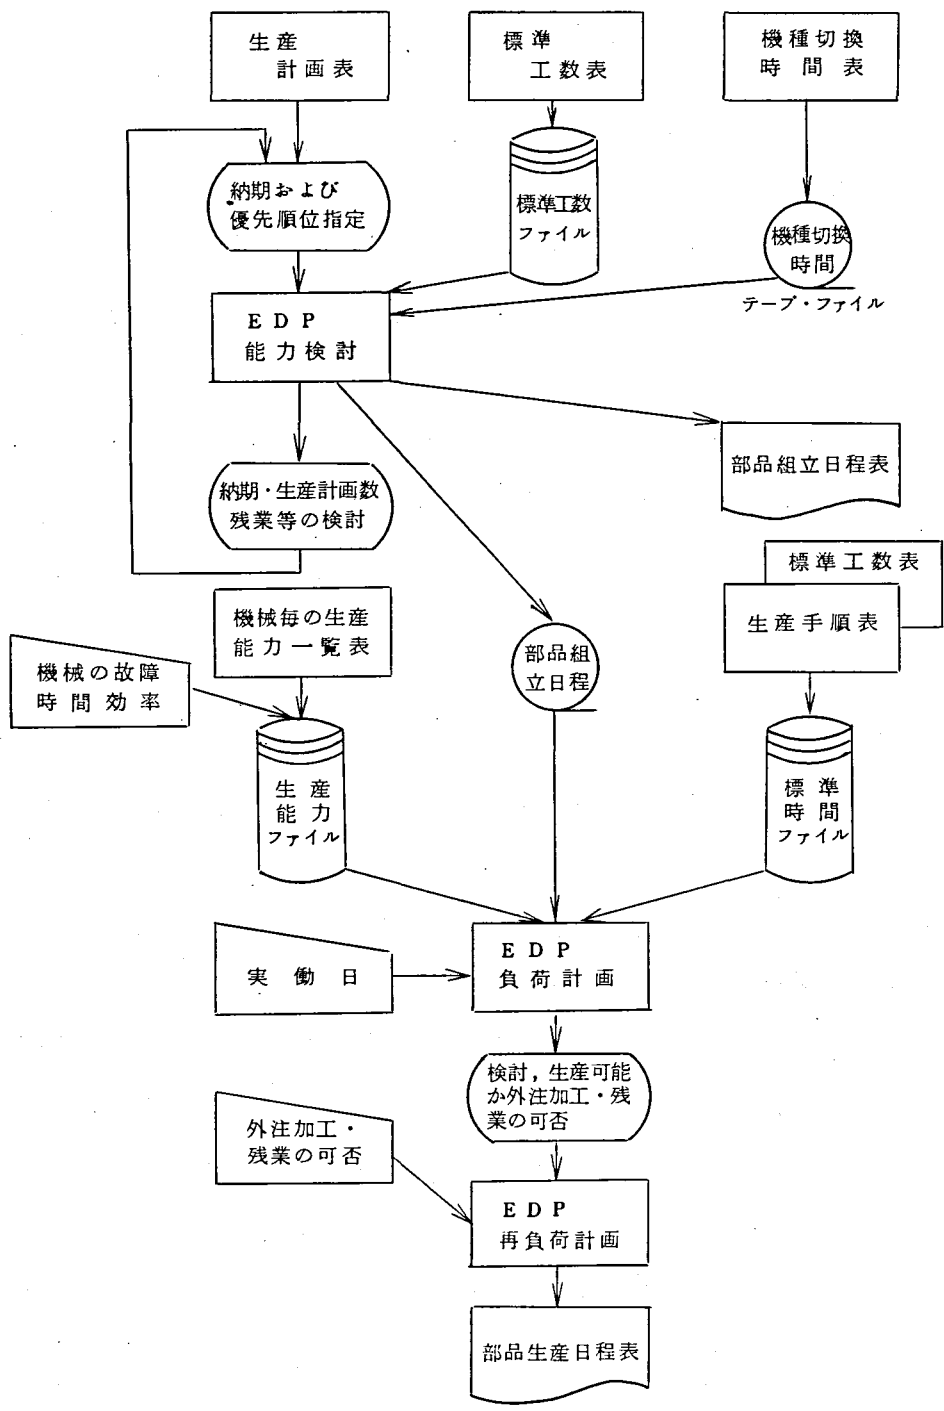 生産
計画表
標準
工数表
機種切換
時間表
納期および
優先順位指定
標準工数
ファイル
機種切換
時間
テープ・ファイル
EDP
能力検討
部品組立日程表
納期・生産計画数
残業等の検討
標準工数表
生産手順表
機械毎の生産
能力一覧表
機械の故障
時間効率
部品組
立日程
生産
能力
ファイル
標準
時間
ファイル
EDP
負荷計画
実働日
検討，生産可能
か外注加工・残
業の可否
外注加工・
残業の可否
EDP
再負荷計画
部品生産日程表